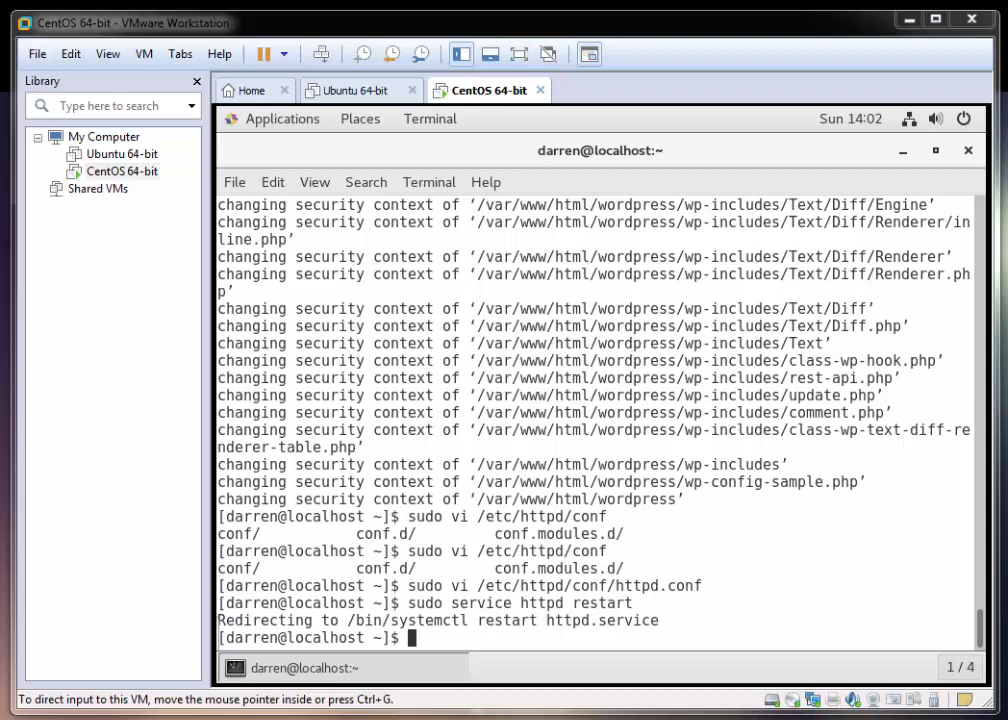 CentOS 64-bit - VMware Workstation
File Edit View VM Tabs Help
Library
Type here to search
My Computer
Ubuntu 64-bit
CentOS 64-bit
Shared VMs
Home Ubuntu 64-bit CentOS 64-bit
Applications Places Terminal Sun 14:02
darren@localhost:~
File Edit View Search Terminal Help
changing security context of ‘/var/www/html/wordpress/wp-includes/Text/Diff/Engine’
changing security context of ‘/var/www/html/wordpress/wp-includes/Text/Diff/Renderer/in
line.php’
changing security context of ‘/var/www/html/wordpress/wp-includes/Text/Diff/Renderer’
changing security context of ‘/var/www/html/wordpress/wp-includes/Text/Diff/Renderer.ph
p’
changing security context of ‘/var/www/html/wordpress/wp-includes/Text/Diff’
changing security context of ‘/var/www/html/wordpress/wp-includes/Text/Diff.php’
changing security context of ‘/var/www/html/wordpress/wp-includes/Text’
changing security context of ‘/var/www/html/wordpress/wp-includes/class-wp-hook.php’
changing security context of ‘/var/www/html/wordpress/wp-includes/rest-api.php’
changing security context of ‘/var/www/html/wordpress/wp-includes/update.php’
changing security context of ‘/var/www/html/wordpress/wp-includes/comment.php’
changing security context of ‘/var/www/html/wordpress/wp-includes/class-wp-text-diff-re
nderer-table.php’
changing security context of ‘/var/www/html/wordpress/wp-includes’
changing security context of ‘/var/www/html/wordpress/wp-config-sample.php’
changing security context of ‘/var/www/html/wordpress’
[darren@localhost ~]$ sudo vi /etc/httpd/conf
conf/ conf.d/ conf.modules.d/
[darren@localhost ~]$ sudo vi /etc/httpd/conf
conf/ conf.d/ conf.modules.d/
[darren@localhost ~]$ sudo vi /etc/httpd/conf/httpd.conf
[darren@localhost ~]$ sudo service httpd restart
Redirecting to /bin/systemctl restart httpd.service
[darren@localhost ~]$
darren@localhost:~ 1 / 4
To direct input to this VM, move the mouse pointer inside or press Ctrl+G.